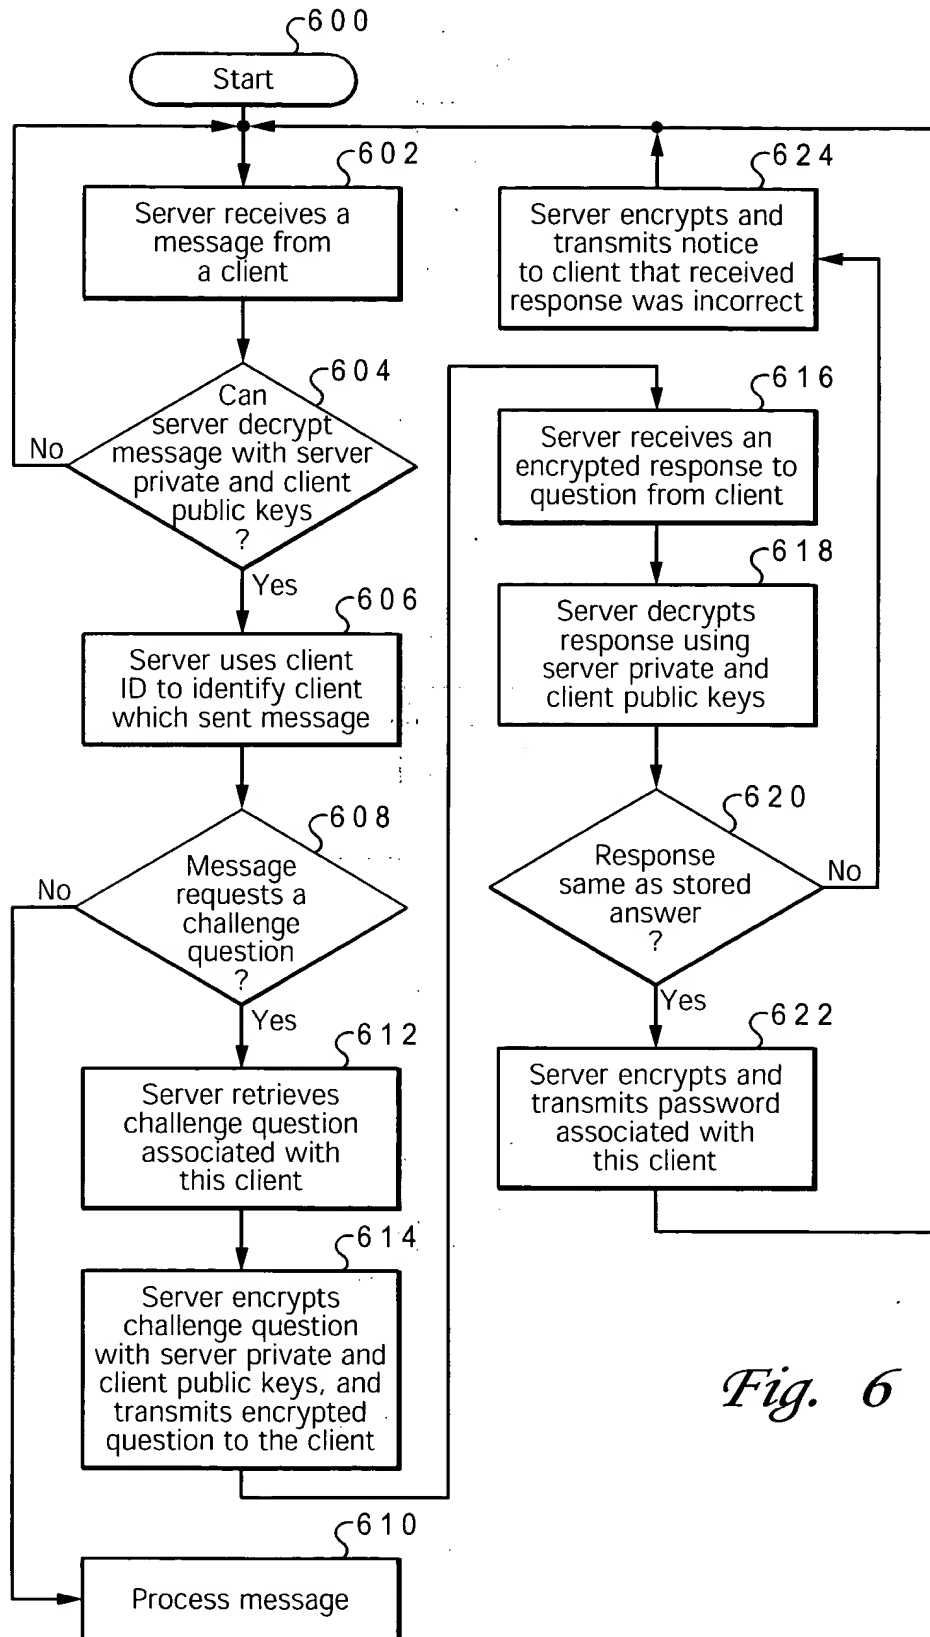 600
Start
602
Server receives a
message from
a client
604
Can
server decrypt
message with server
private and client
public keys
?
No
Yes
606
Server uses client
ID to identify client
which sent message
608
Message
requests a
challenge
question
?
No
Yes
612
Server retrieves
challenge question
associated with
this client
614
Server encrypts
challenge question
with server private and
client public keys, and
transmits encrypted
question to the client
610
Process message
624
Server encrypts and
transmits notice
to client that received
response was incorrect
616
Server receives an
encrypted response to
question from client
618
Server decrypts
response using
server private and
client public keys
620
Response
same as stored
answer
?
No
Yes
622
Server encrypts and
transmits password
associated with
this client
Fig. 6